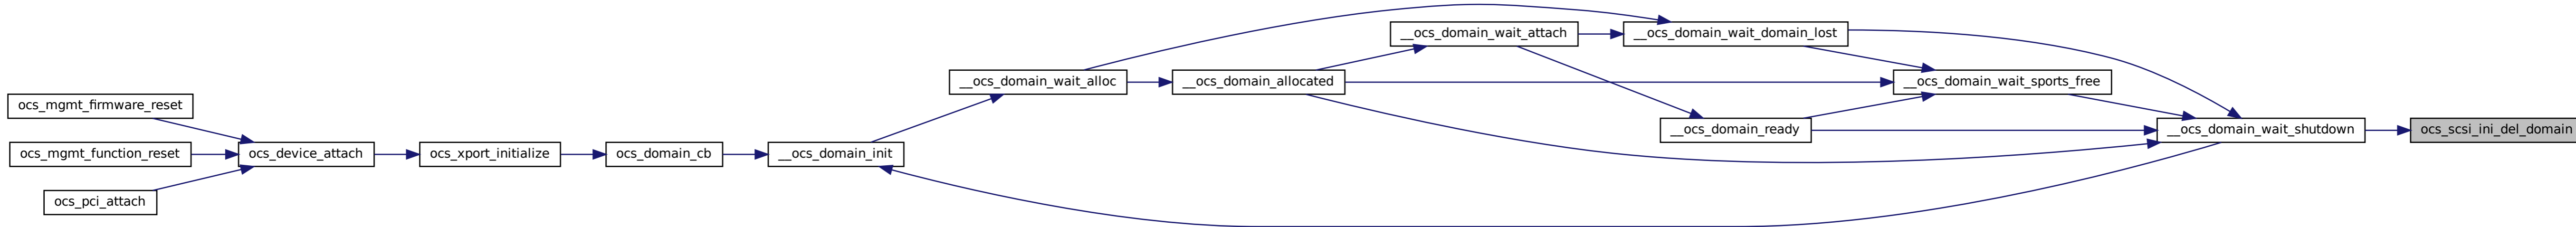 ocs_mgmt_firmware_reset
ocs_mgmt_function_reset
ocs_pci_attach
ocs_device_attach
ocs_xport_initialize
ocs_domain_cb
__ocs_domain_init
__ocs_domain_wait_alloc
__ocs_domain_allocated
__ocs_domain_wait_attach
__ocs_domain_wait_domain_lost
__ocs_domain_ready
__ocs_domain_wait_sports_free
__ocs_domain_wait_shutdown
ocs_scsi_ini_del_domain